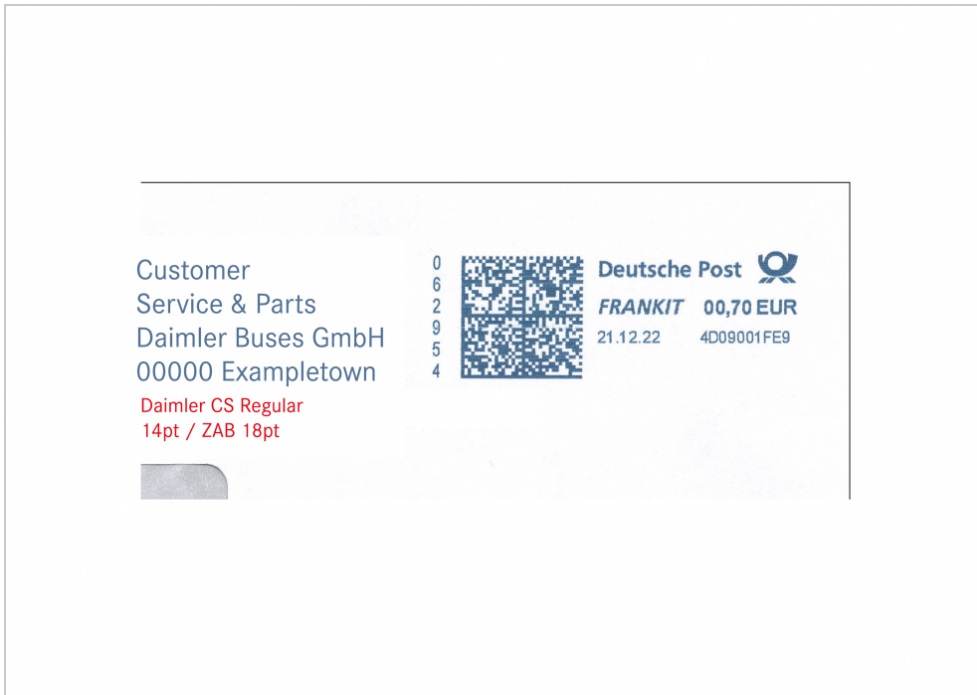 Customer
Service & Parts
Daimler Buses GmbH
00000 Exampletown
Daimler CS Regular
14pt / ZAB 18pt
0
6
2
9
5
4
Deutsche Post
FRANKIT 00,70 EUR
21.12.22 4D09001FE9